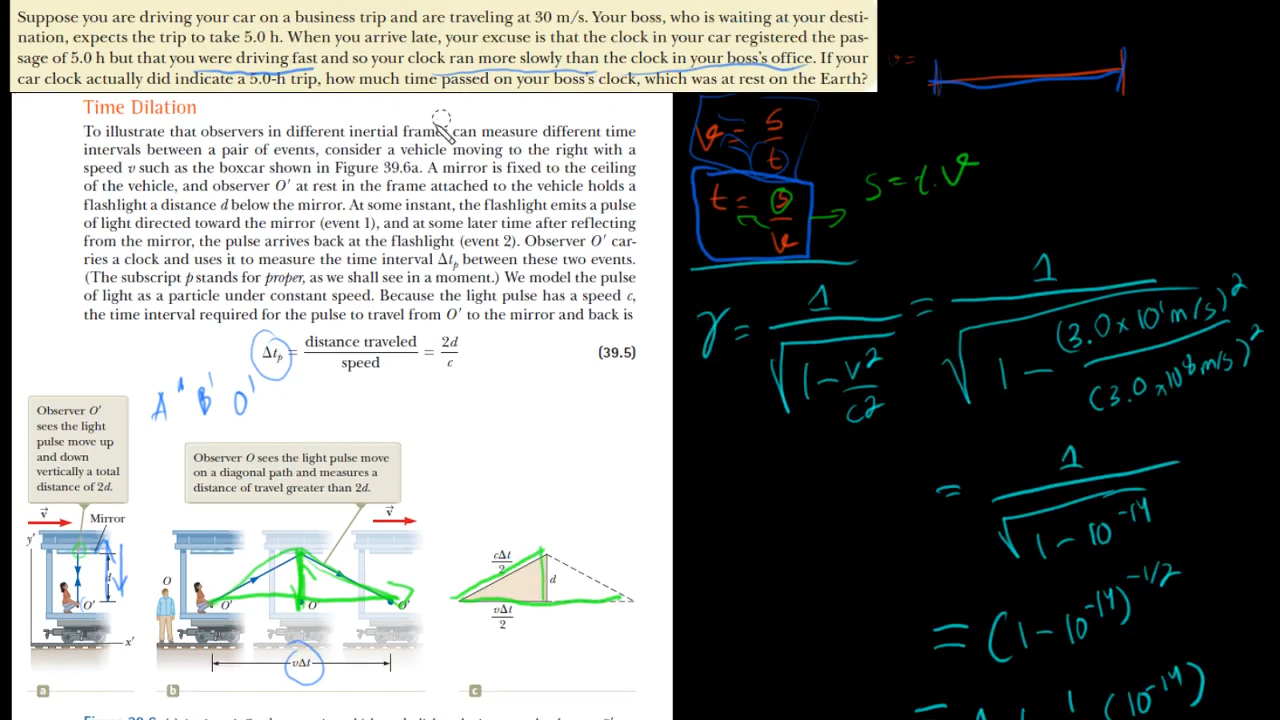 Suppose you are driving your car on a business trip and are traveling at 30 m/s. Your boss, who is waiting at your desti-
nation, expects the trip to take 5.0 h. When you arrive late, your excuse is that the clock in your car registered the pas-
sage of 5.0 h but that you were driving fast and so your clock ran more slowly than the clock in your boss's office. If your
car clock actually did indicate a 5.0-h trip, how much time passed on your boss's clock, which was at rest on the Earth?
Time Dilation
To illustrate that observers in different inertial frames can measure different time
intervals between a pair of events, consider a vehicle moving to the right with a
speed v such as the boxcar shown in Figure 39.6a. A mirror is fixed to the ceiling
of the vehicle, and observer O′ at rest in the frame attached to the vehicle holds a
flashlight a distance d below the mirror. At some instant, the flashlight emits a pulse
of light directed toward the mirror (event 1), and at some later time after reflecting
from the mirror, the pulse arrives back at the flashlight (event 2). Observer O′ car-
ries a clock and uses it to measure the time interval Δt_p between these two events.
(The subscript p stands for proper, as we shall see in a moment.) We model the pulse
of light as a particle under constant speed. Because the light pulse has a speed c,
the time interval required for the pulse to travel from O′ to the mirror and back is
Δt_p = distance traveled / speed = 2d / c (39.5)
A'' B' O'
Observer O′
sees the light
pulse move up
and down
vertically a total
distance of 2d.
Observer O sees the light pulse move
on a diagonal path and measures a
distance of travel greater than 2d.
v
Mirror
y′
d
O′
x′
a
v
O
O′
O′
O′
vΔt
b
cΔt / 2
d
vΔt / 2
c
v =
v = s / t
t = s / v
s = t.v
γ = 1 / √(1 - v² / c²) = 1 / √(1 - (3.0 x 10¹ m/s)² / (3.0 x 10⁸ m/s)²)
= 1 / √(1 - 10⁻¹⁴)
= (1 - 10⁻¹⁴)^-1/2
(10⁻¹⁴)